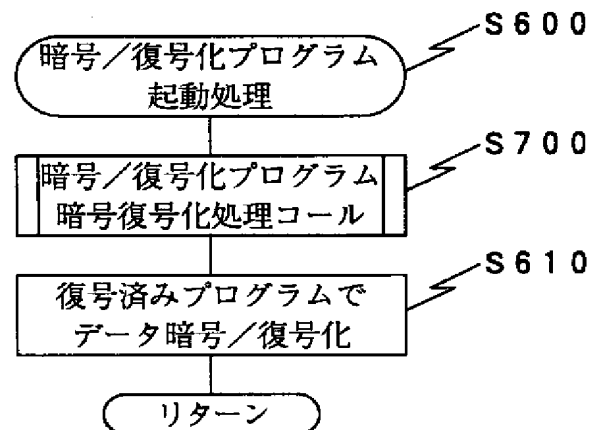 S600
暗号／復号化プログラム
起動処理
S700
暗号／復号化プログラム
暗号復号化処理コール
S610
復号済みプログラムで
データ暗号／復号化
リターン